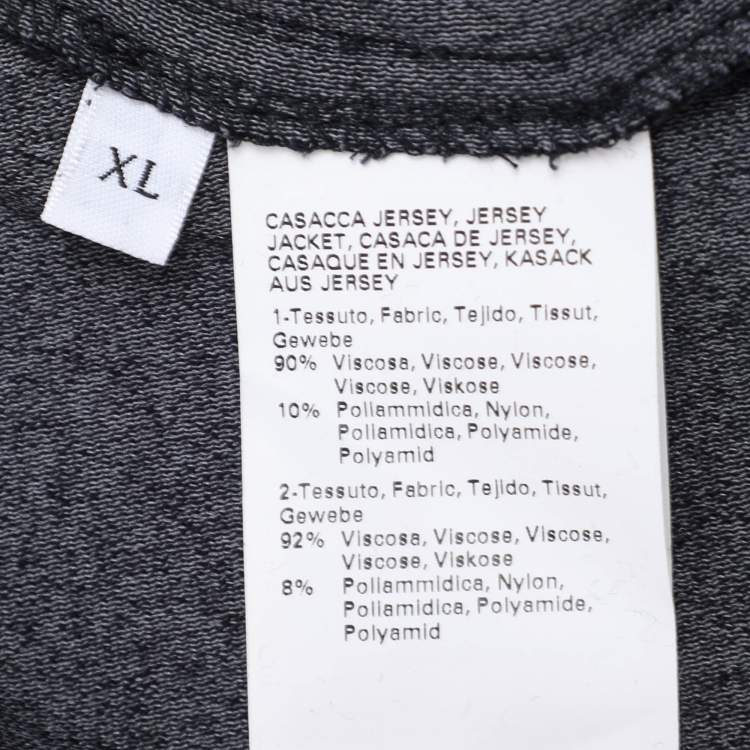 XL
CASACCA JERSEY, JERSEY
JACKET, CASACA DE JERSEY,
CASAQUE EN JERSEY, KASACK
AUS JERSEY
1-Tessuto, Fabric, Tejido, Tissut,
Gewebe
90% Viscosa, Viscose, Viscose,
Viscose, Viskose
10% Poliammidica, Nylon,
Poliamidica, Polyamide,
Polyamid
2-Tessuto, Fabric, Tejido, Tissut,
Gewebe
92% Viscosa, Viscose, Viscose,
Viscose, Viskose
8% Poliammidica, Nylon,
Poliamidica, Polyamide,
Polyamid